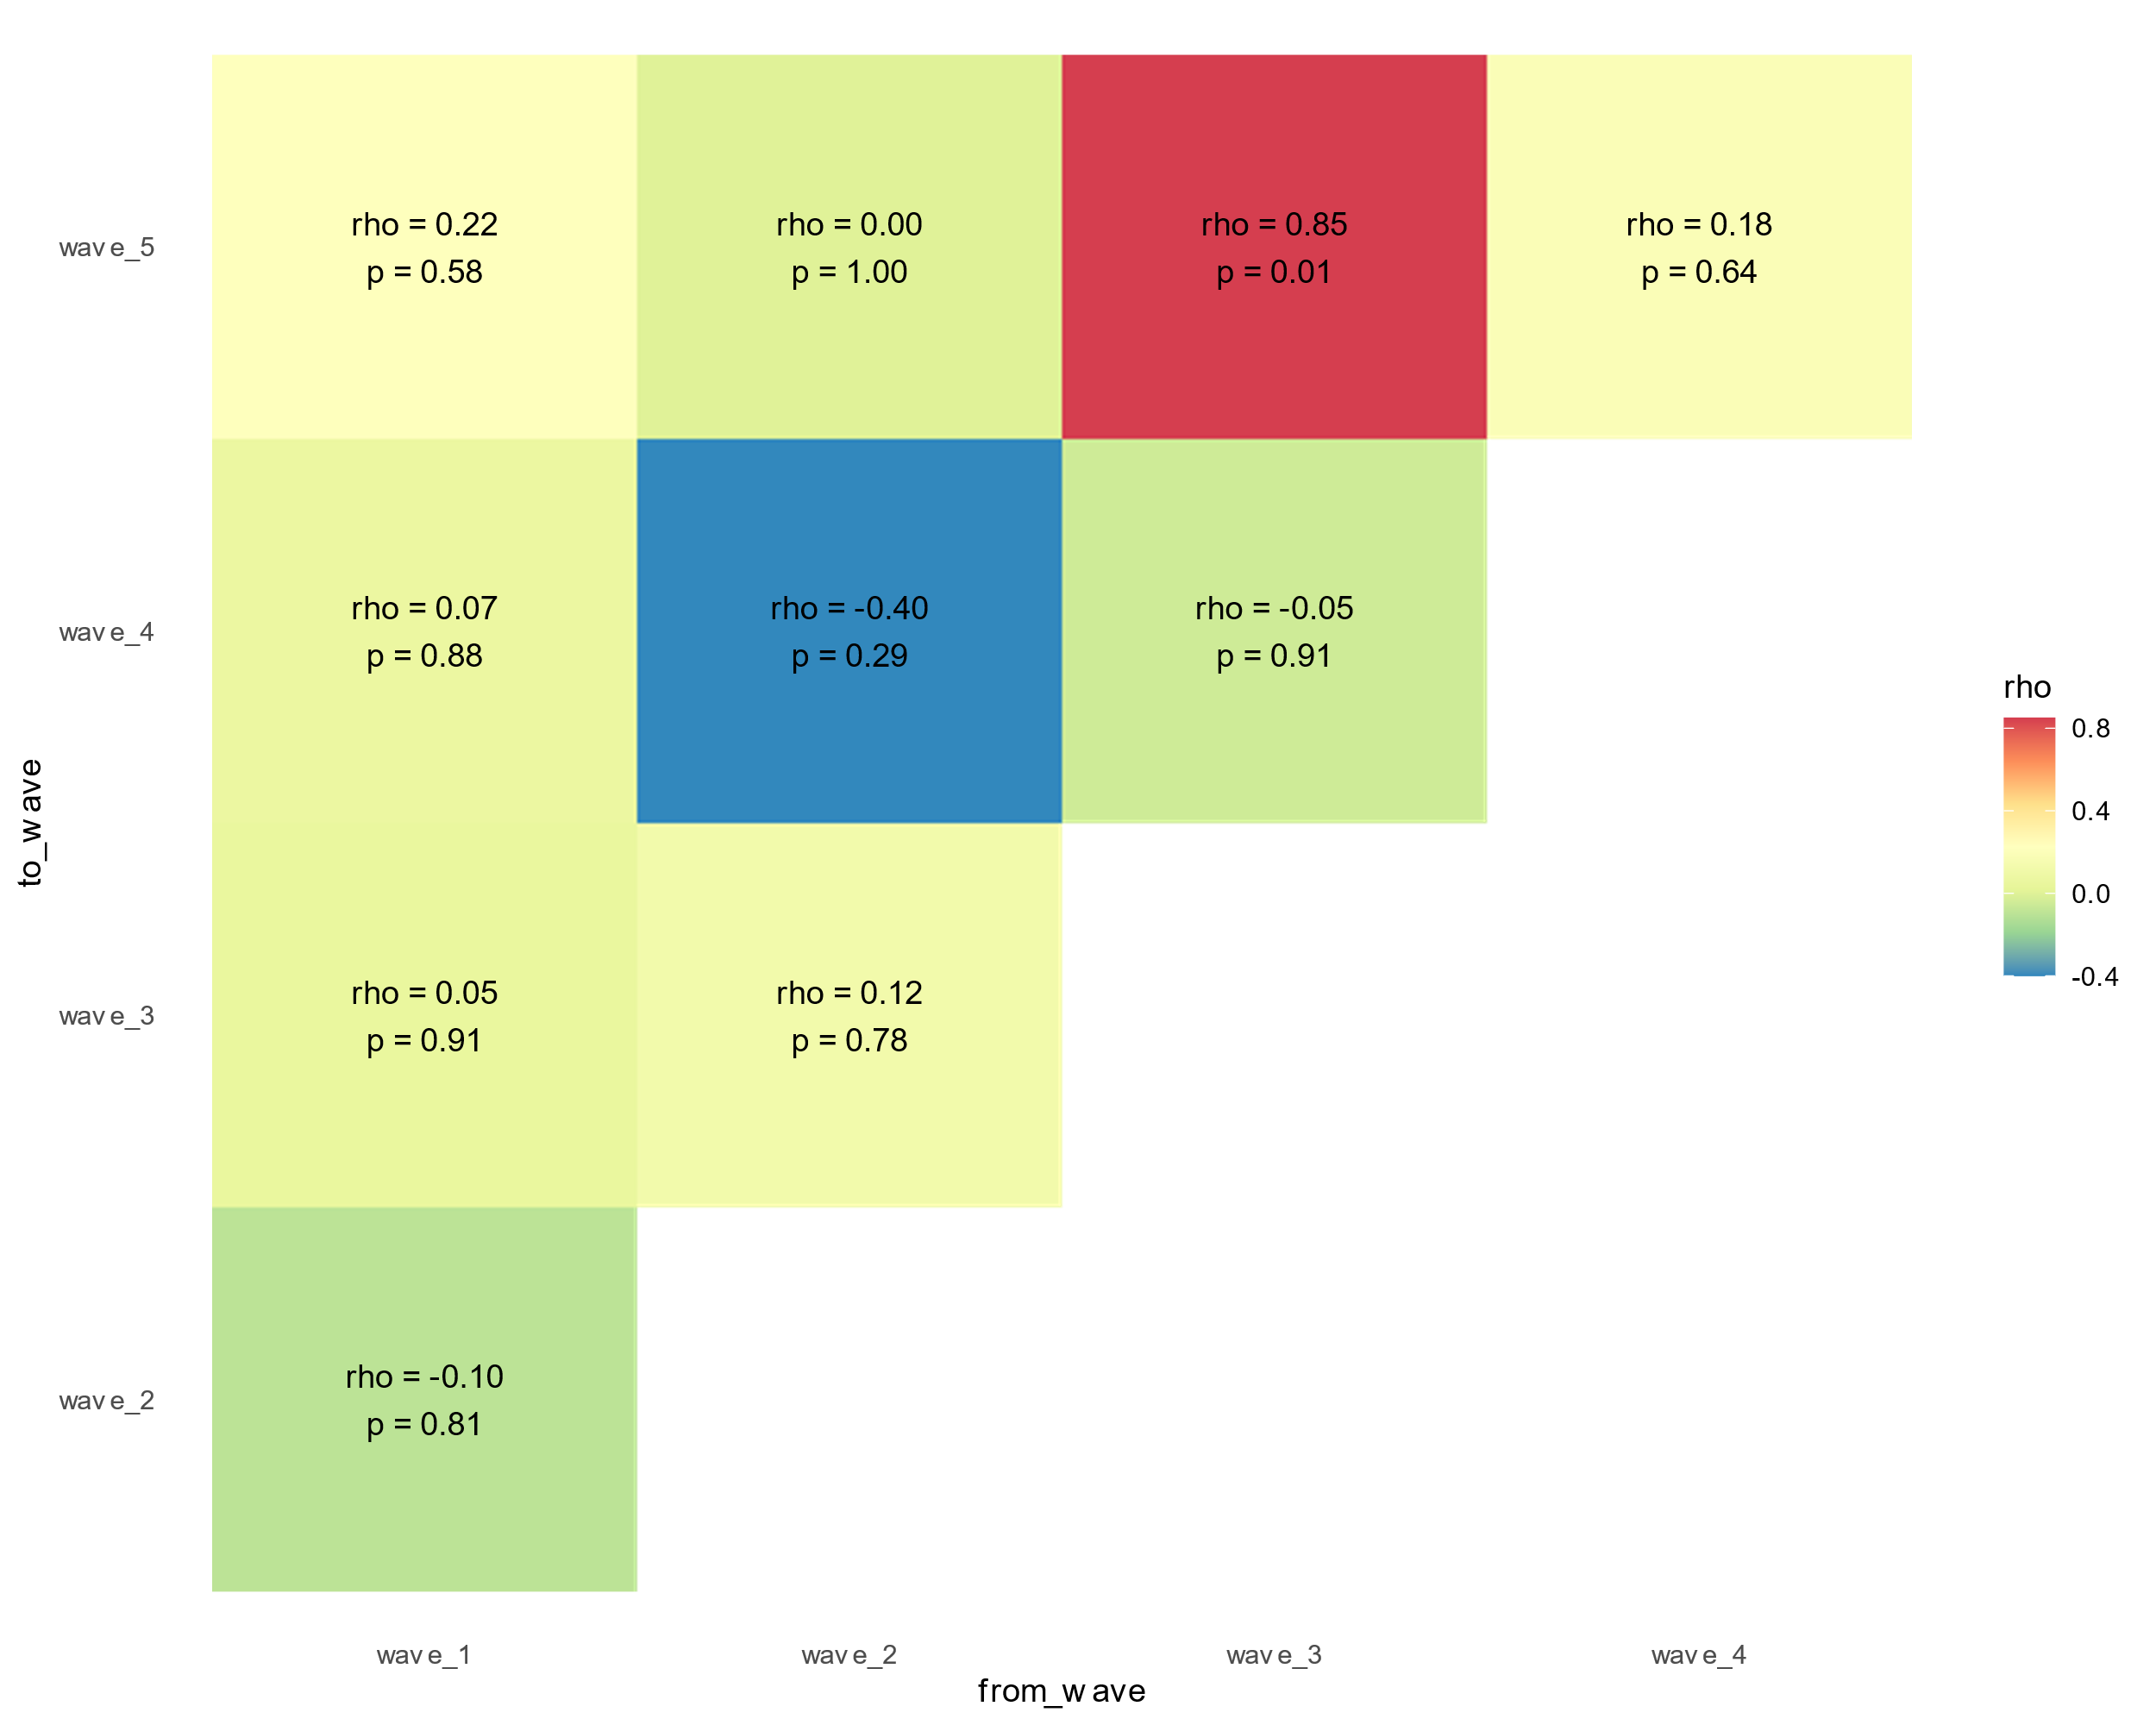 wave_5
rho = 0.22
p = 0.58
rho = 0.00
p = 1.00
rho = 0.85
p = 0.01
rho = 0.18
p = 0.64
wave_4
rho = 0.07
p = 0.88
rho = -0.40
p = 0.29
rho = -0.05
p = 0.91
wave_3
rho = 0.05
p = 0.91
rho = 0.12
p = 0.78
wave_2
rho = -0.10
p = 0.81
to_wave
wave_1
wave_2
wave_3
wave_4
from_wave
rho
0.8
0.4
0.0
-0.4